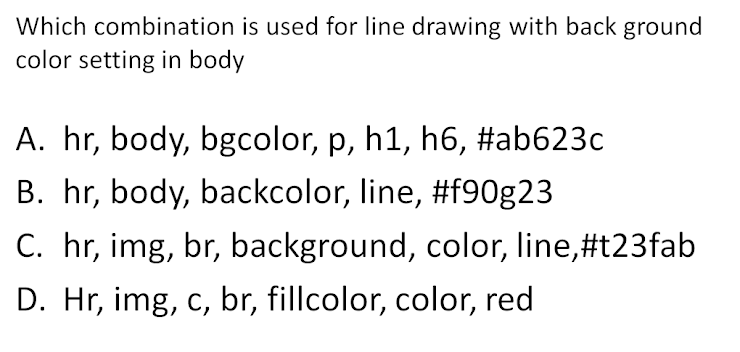 Which combination is used for line drawing with back ground
color setting in body
A. hr, body, bgcolor, p, h1, h6, #ab623c
B. hr, body, backcolor, line, #f90g23
C. hr, img, br, background, color, line,#t23fab
D. Hr, img, c, br, fillcolor, color, red